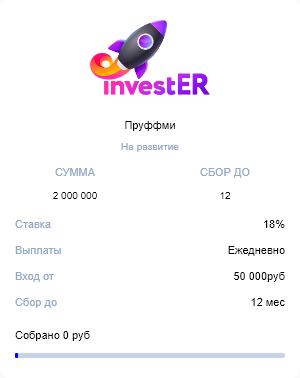 investER
Пруффми
На развитие
СУММА СБОР ДО
2 000 000 12
Ставка 18%
Выплаты Ежедневно
Вход от 50 000руб
Сбор до 12 мес
Собрано 0 руб